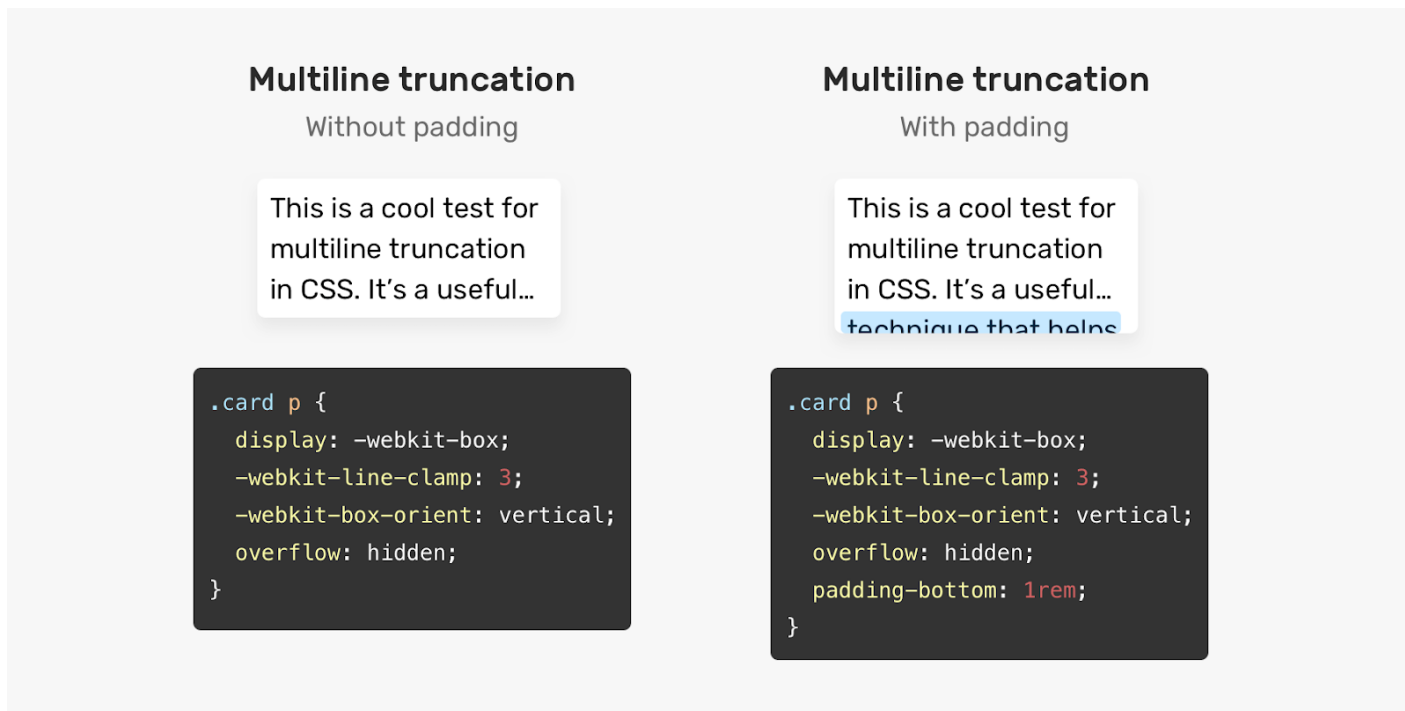 Multiline truncation
Without padding
This is a cool test for
multiline truncation
in CSS. It’s a useful…
.card p {
  display: -webkit-box;
  -webkit-line-clamp: 3;
  -webkit-box-orient: vertical;
  overflow: hidden;
}
Multiline truncation
With padding
This is a cool test for
multiline truncation
in CSS. It’s a useful…
technique that helps
.card p {
  display: -webkit-box;
  -webkit-line-clamp: 3;
  -webkit-box-orient: vertical;
  overflow: hidden;
  padding-bottom: 1rem;
}